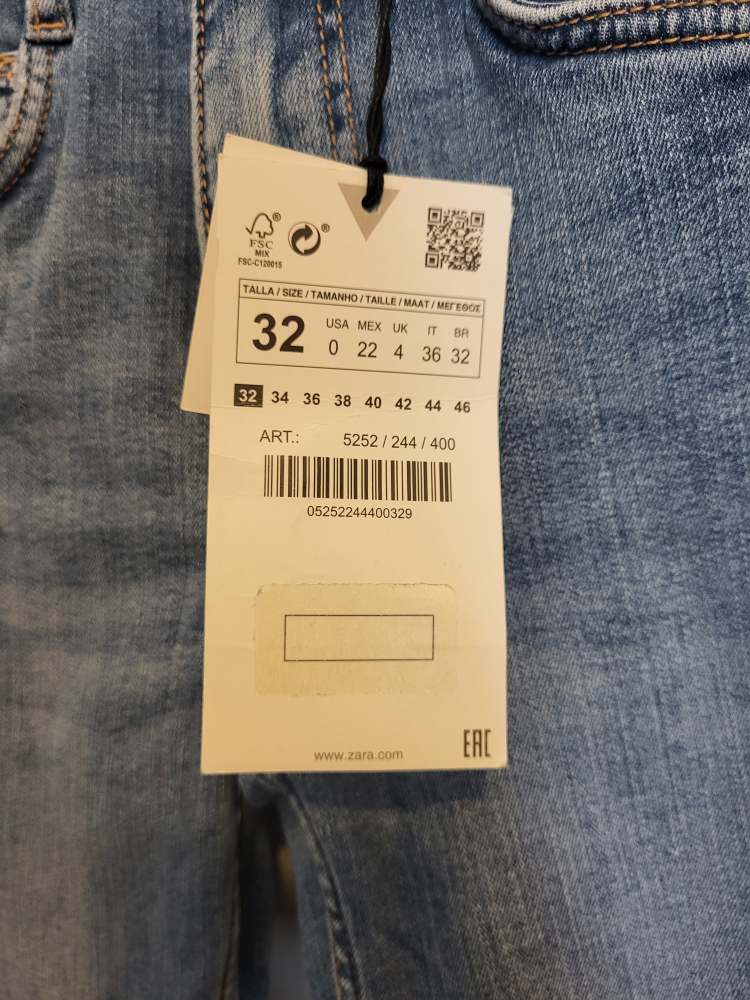 FSC
MIX
FSC-C120015
TALLA / SIZE / TAMANHO / TAILLE / MAAT / ΜΕΓΕΘΟΣ
32 USA MEX UK IT BR
0 22 4 36 32
32 34 36 38 40 42 44 46
ART.: 5252 / 244 / 400
05252244400329
www.zara.com EAC